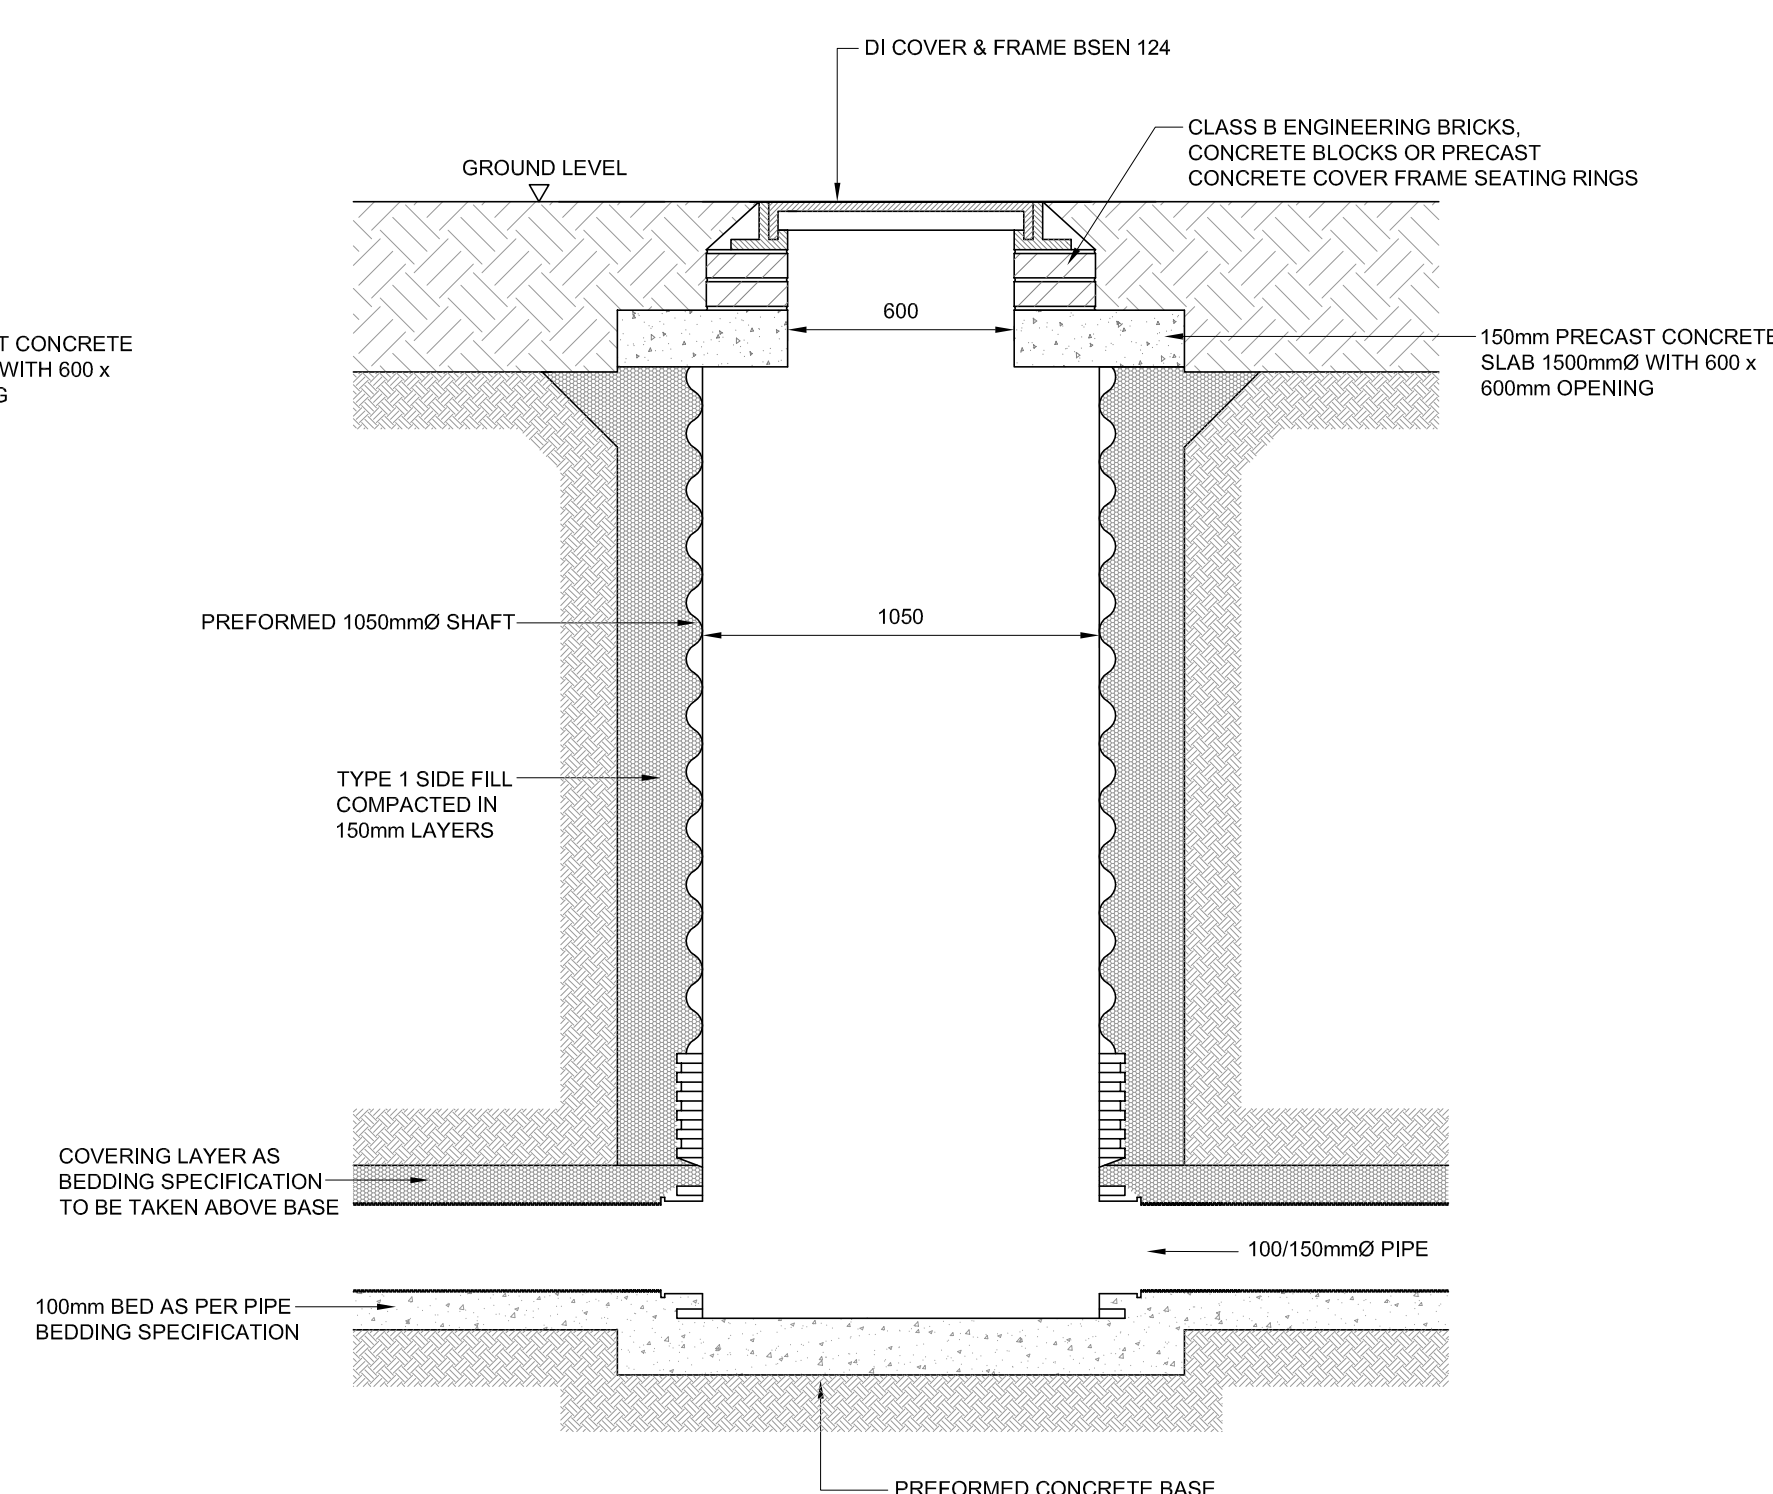 DI COVER & FRAME BSEN 124
CLASS B ENGINEERING BRICKS,
CONCRETE BLOCKS OR PRECAST
CONCRETE COVER FRAME SEATING RINGS
GROUND LEVEL
600
T CONCRETE
WITH 600 x
G
150mm PRECAST CONCRETE
SLAB 1500mmØ WITH 600 x
600mm OPENING
PREFORMED 1050mmØ SHAFT
1050
TYPE 1 SIDE FILL
COMPACTED IN
150mm LAYERS
COVERING LAYER AS
BEDDING SPECIFICATION
TO BE TAKEN ABOVE BASE
100/150mmØ PIPE
100mm BED AS PER PIPE
BEDDING SPECIFICATION
PREFORMED CONCRETE BASE